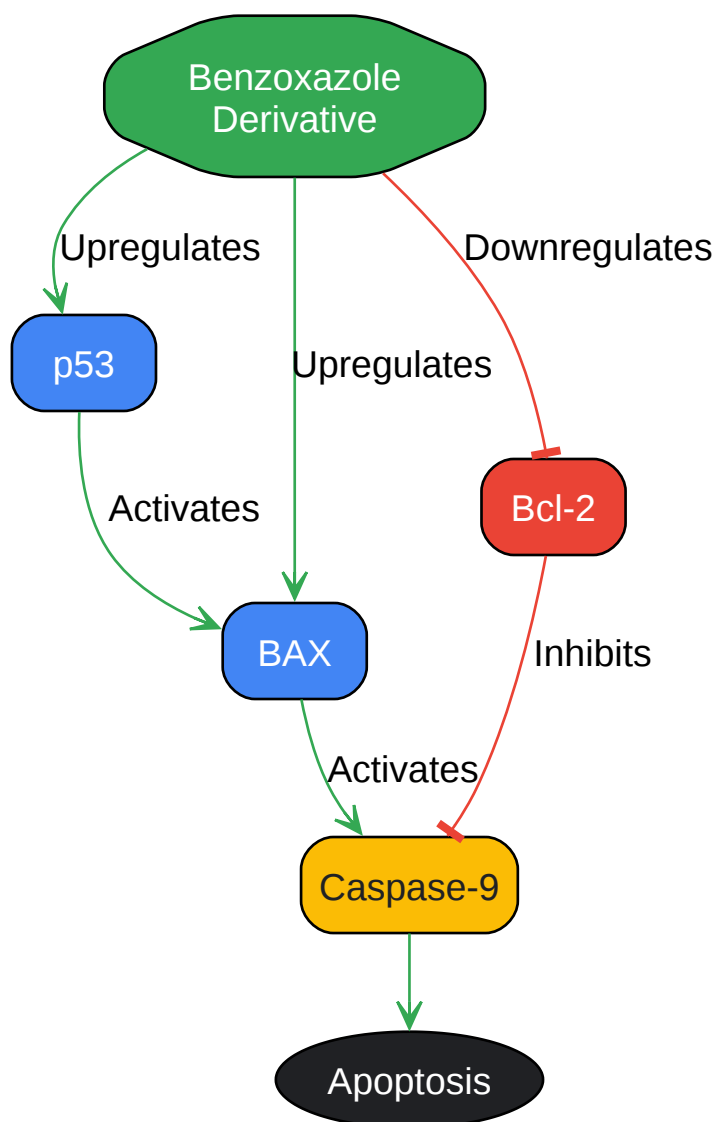 Benzoxazole
Derivative
Upregulates
Downregulates
p53
Upregulates
Activates
Bcl-2
BAX
Inhibits
Activates
Caspase-9
Apoptosis